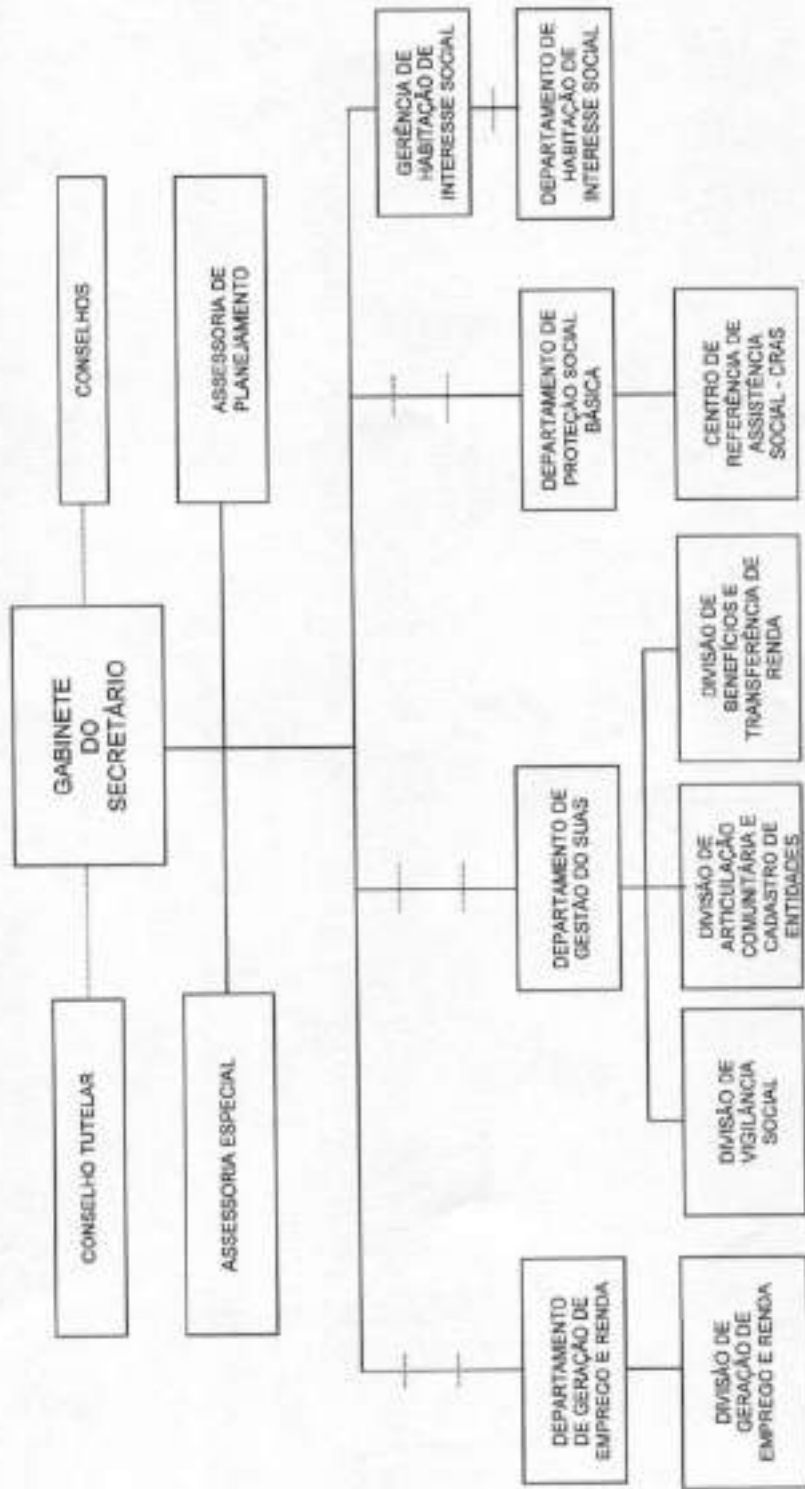 CONSELHO TUTELAR
GABINETE
DO
SECRETÁRIO
CONSELHOS
ASSESSORIA ESPECIAL
ASSESSORIA DE
PLANEJAMENTO
DEPARTAMENTO
DE GERAÇÃO DE
EMPREGO E RENDA
DIVISÃO DE
GERAÇÃO DE
EMPREGO E RENDA
DEPARTAMENTO DE
GESTÃO DO SUAS
DIVISÃO DE
VIGILÂNCIA
SOCIAL
DIVISÃO DE
ARTICULAÇÃO
COMUNITÁRIA E
CADASTRO DE
ENTIDADES
DIVISÃO DE
BENEFÍCIOS E
TRANSFERÊNCIA DE
RENDA
DEPARTAMENTO DE
PROTEÇÃO SOCIAL
BÁSICA
CENTRO DE
REFERÊNCIA DE
ASSISTÊNCIA
SOCIAL - CRAS
GERÊNCIA DE
HABITAÇÃO DE
INTERESSE SOCIAL
DEPARTAMENTO DE
HABITAÇÃO DE
INTERESSE SOCIAL